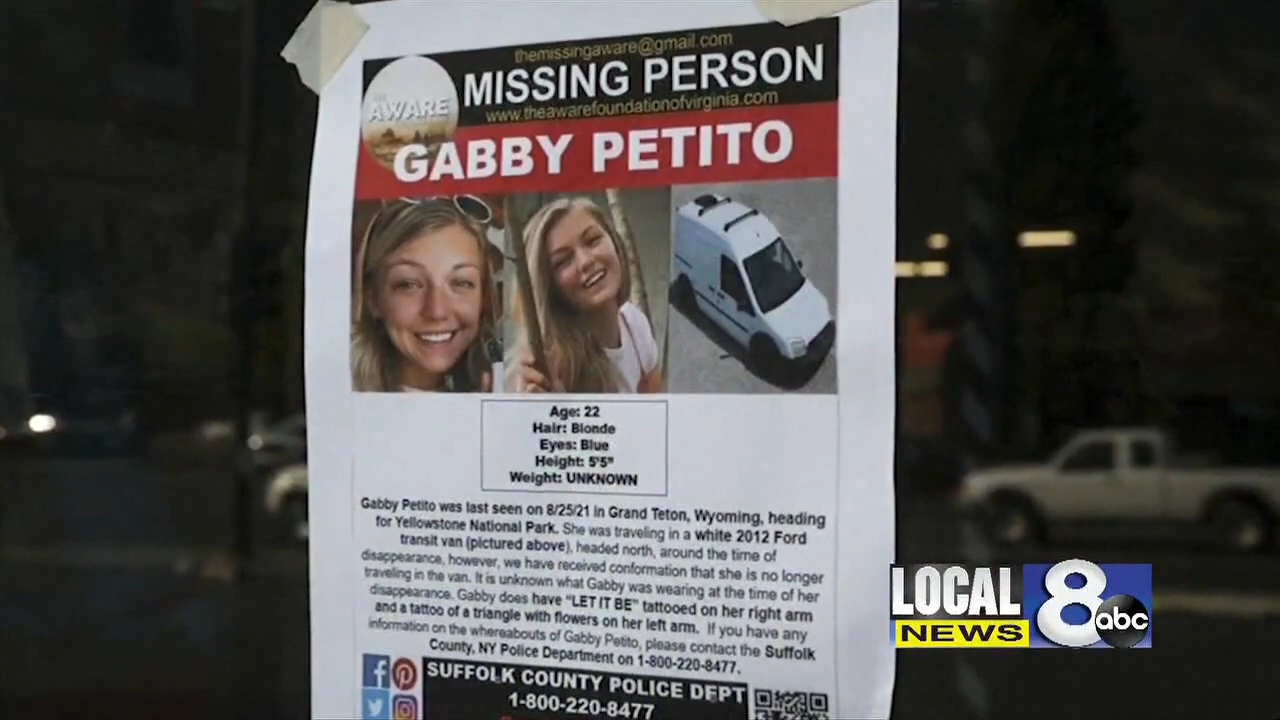 themissingaware@gmail.com
AWARE
MISSING PERSON
www.theawarefoundationofvirginia.com
GABBY PETITO
Age: 22
Hair: Blonde
Eyes: Blue
Height: 5'5"
Weight: UNKNOWN
Gabby Petito was last seen on 8/25/21 in Grand Teton, Wyoming, heading
for Yellowstone National Park. She was traveling in a white 2012 Ford
transit van (pictured above), headed north, around the time of
disappearance, however, we have received conformation that she is no longer
traveling in the van. It is unknown what Gabby was wearing at the time of her
disappearance. Gabby does have "LET IT BE" tattooed on her right arm
and a tattoo of a triangle with flowers on her left arm. If you have any
information on the whereabouts of Gabby Petito, please contact the Suffolk
County, NY Police Department on 1-800-220-8477.
SUFFOLK COUNTY POLICE DEPT
1-800-220-8477
LOCAL
NEWS
8
abc